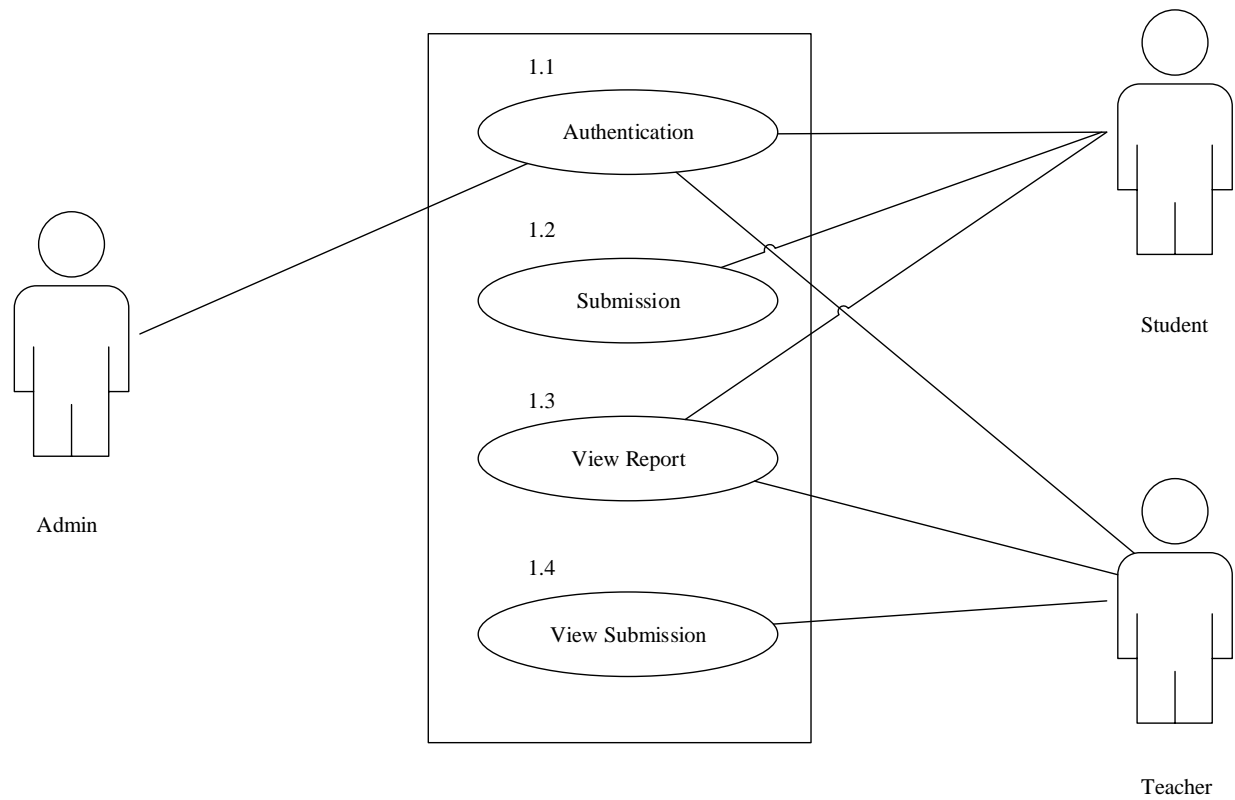 1.1
Authentication
1.2
Submission
Student
1.3
View Report
Admin
1.4
View Submission
Teacher